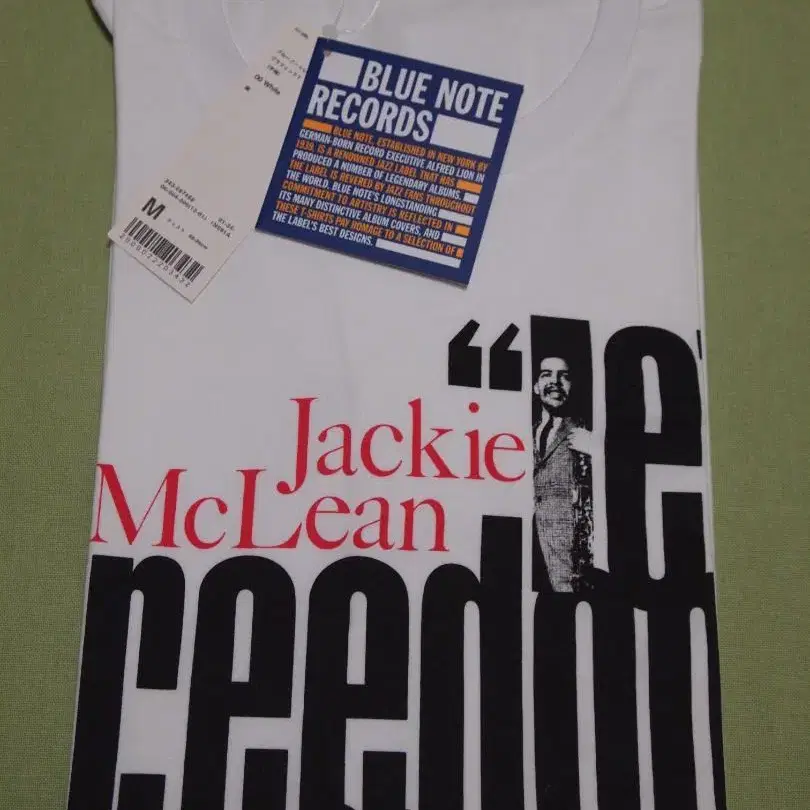 00 White
M
2000022203432
BLUE NOTE
RECORDS
BLUE NOTE, ESTABLISHED IN NEW YORK BY
GERMAN-BORN RECORD EXECUTIVE ALFRED LION IN
1939, IS A RENOWNED JAZZ LABEL THAT HAS
PRODUCED A NUMBER OF LEGENDARY ALBUMS.
THE LABEL IS REVERED BY JAZZ FANS THROUGHOUT
THE WORLD. BLUE NOTE'S LONGSTANDING
COMMITMENT TO ARTISTRY IS REFLECTED IN
ITS MANY DISTINCTIVE ALBUM COVERS, AND
THESE T-SHIRTS PAY HOMAGE TO A SELECTION OF
THE LABEL'S BEST DESIGNS.
“le
Jackie
McLean
reedom